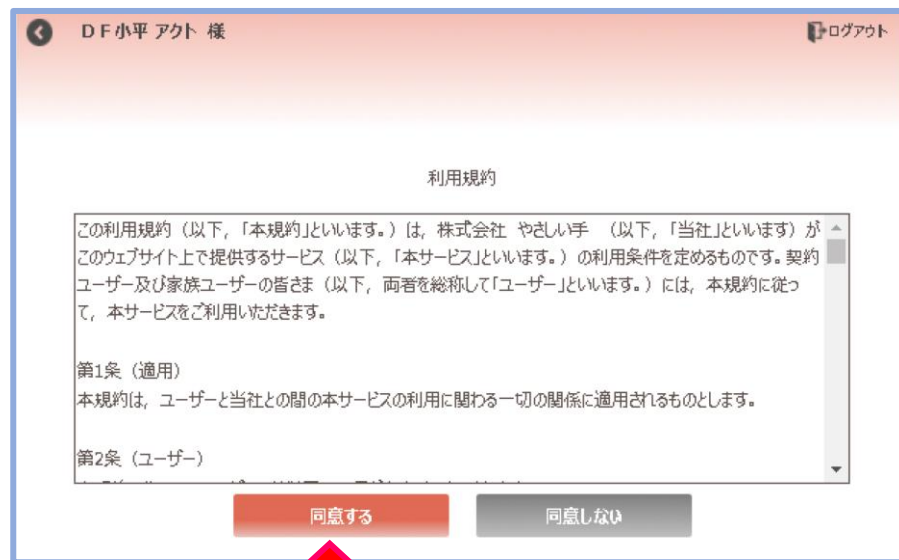 DF小平 アクト 様
ログアウト
利用規約
この利用規約（以下，「本規約」といいます。）は，株式会社 やさしい手 （以下，「当社」といいます）が
このウェブサイト上で提供するサービス（以下，「本サービス」といいます。）の利用条件を定めるものです。契約
ユーザー及び家族ユーザーの皆さま（以下，両者を総称して「ユーザー」といいます。）には，本規約に従っ
て，本サービスをご利用いただきます。
第1条（適用）
本規約は，ユーザーと当社との間の本サービスの利用に関わる一切の関係に適用されるものとします。
第2条（ユーザー）
同意する
同意しない